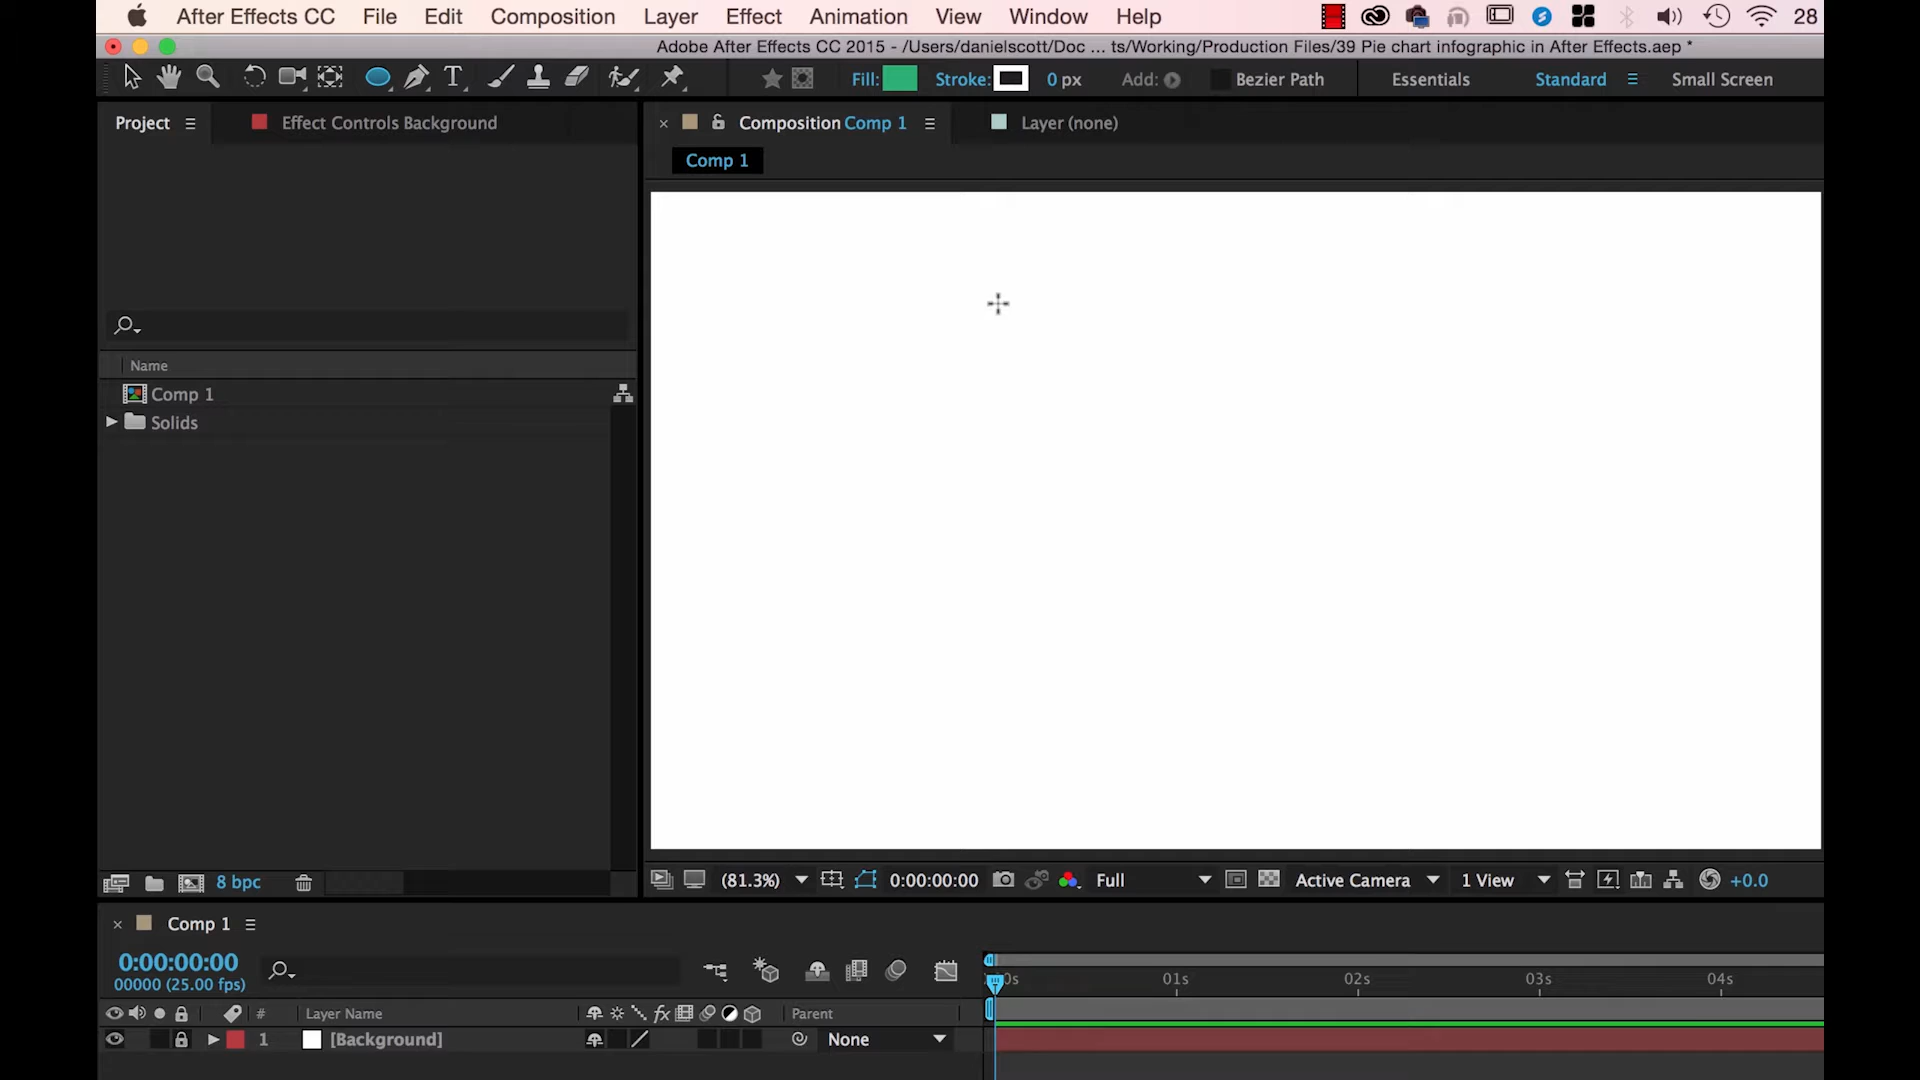 After Effects CC File Edit Composition Layer Effect Animation View Window Help 28
Adobe After Effects CC 2015 - /Users/danielscott/Doc ... ts/Working/Production Files/39 Pie chart infographic in After Effects.aep *
Fill: Stroke: 0 px Add: Bezier Path Essentials Standard Small Screen
Project Effect Controls Background Composition Comp 1 Layer (none)
Comp 1
Name
Comp 1
Solids
8 bpc (81.3%) 0:00:00:00 Full Active Camera 1 View +0.0
Comp 1
0:00:00:00
00000 (25.00 fps)
0s 01s 02s 03s 04s
# Layer Name fx Parent
1 [Background] None